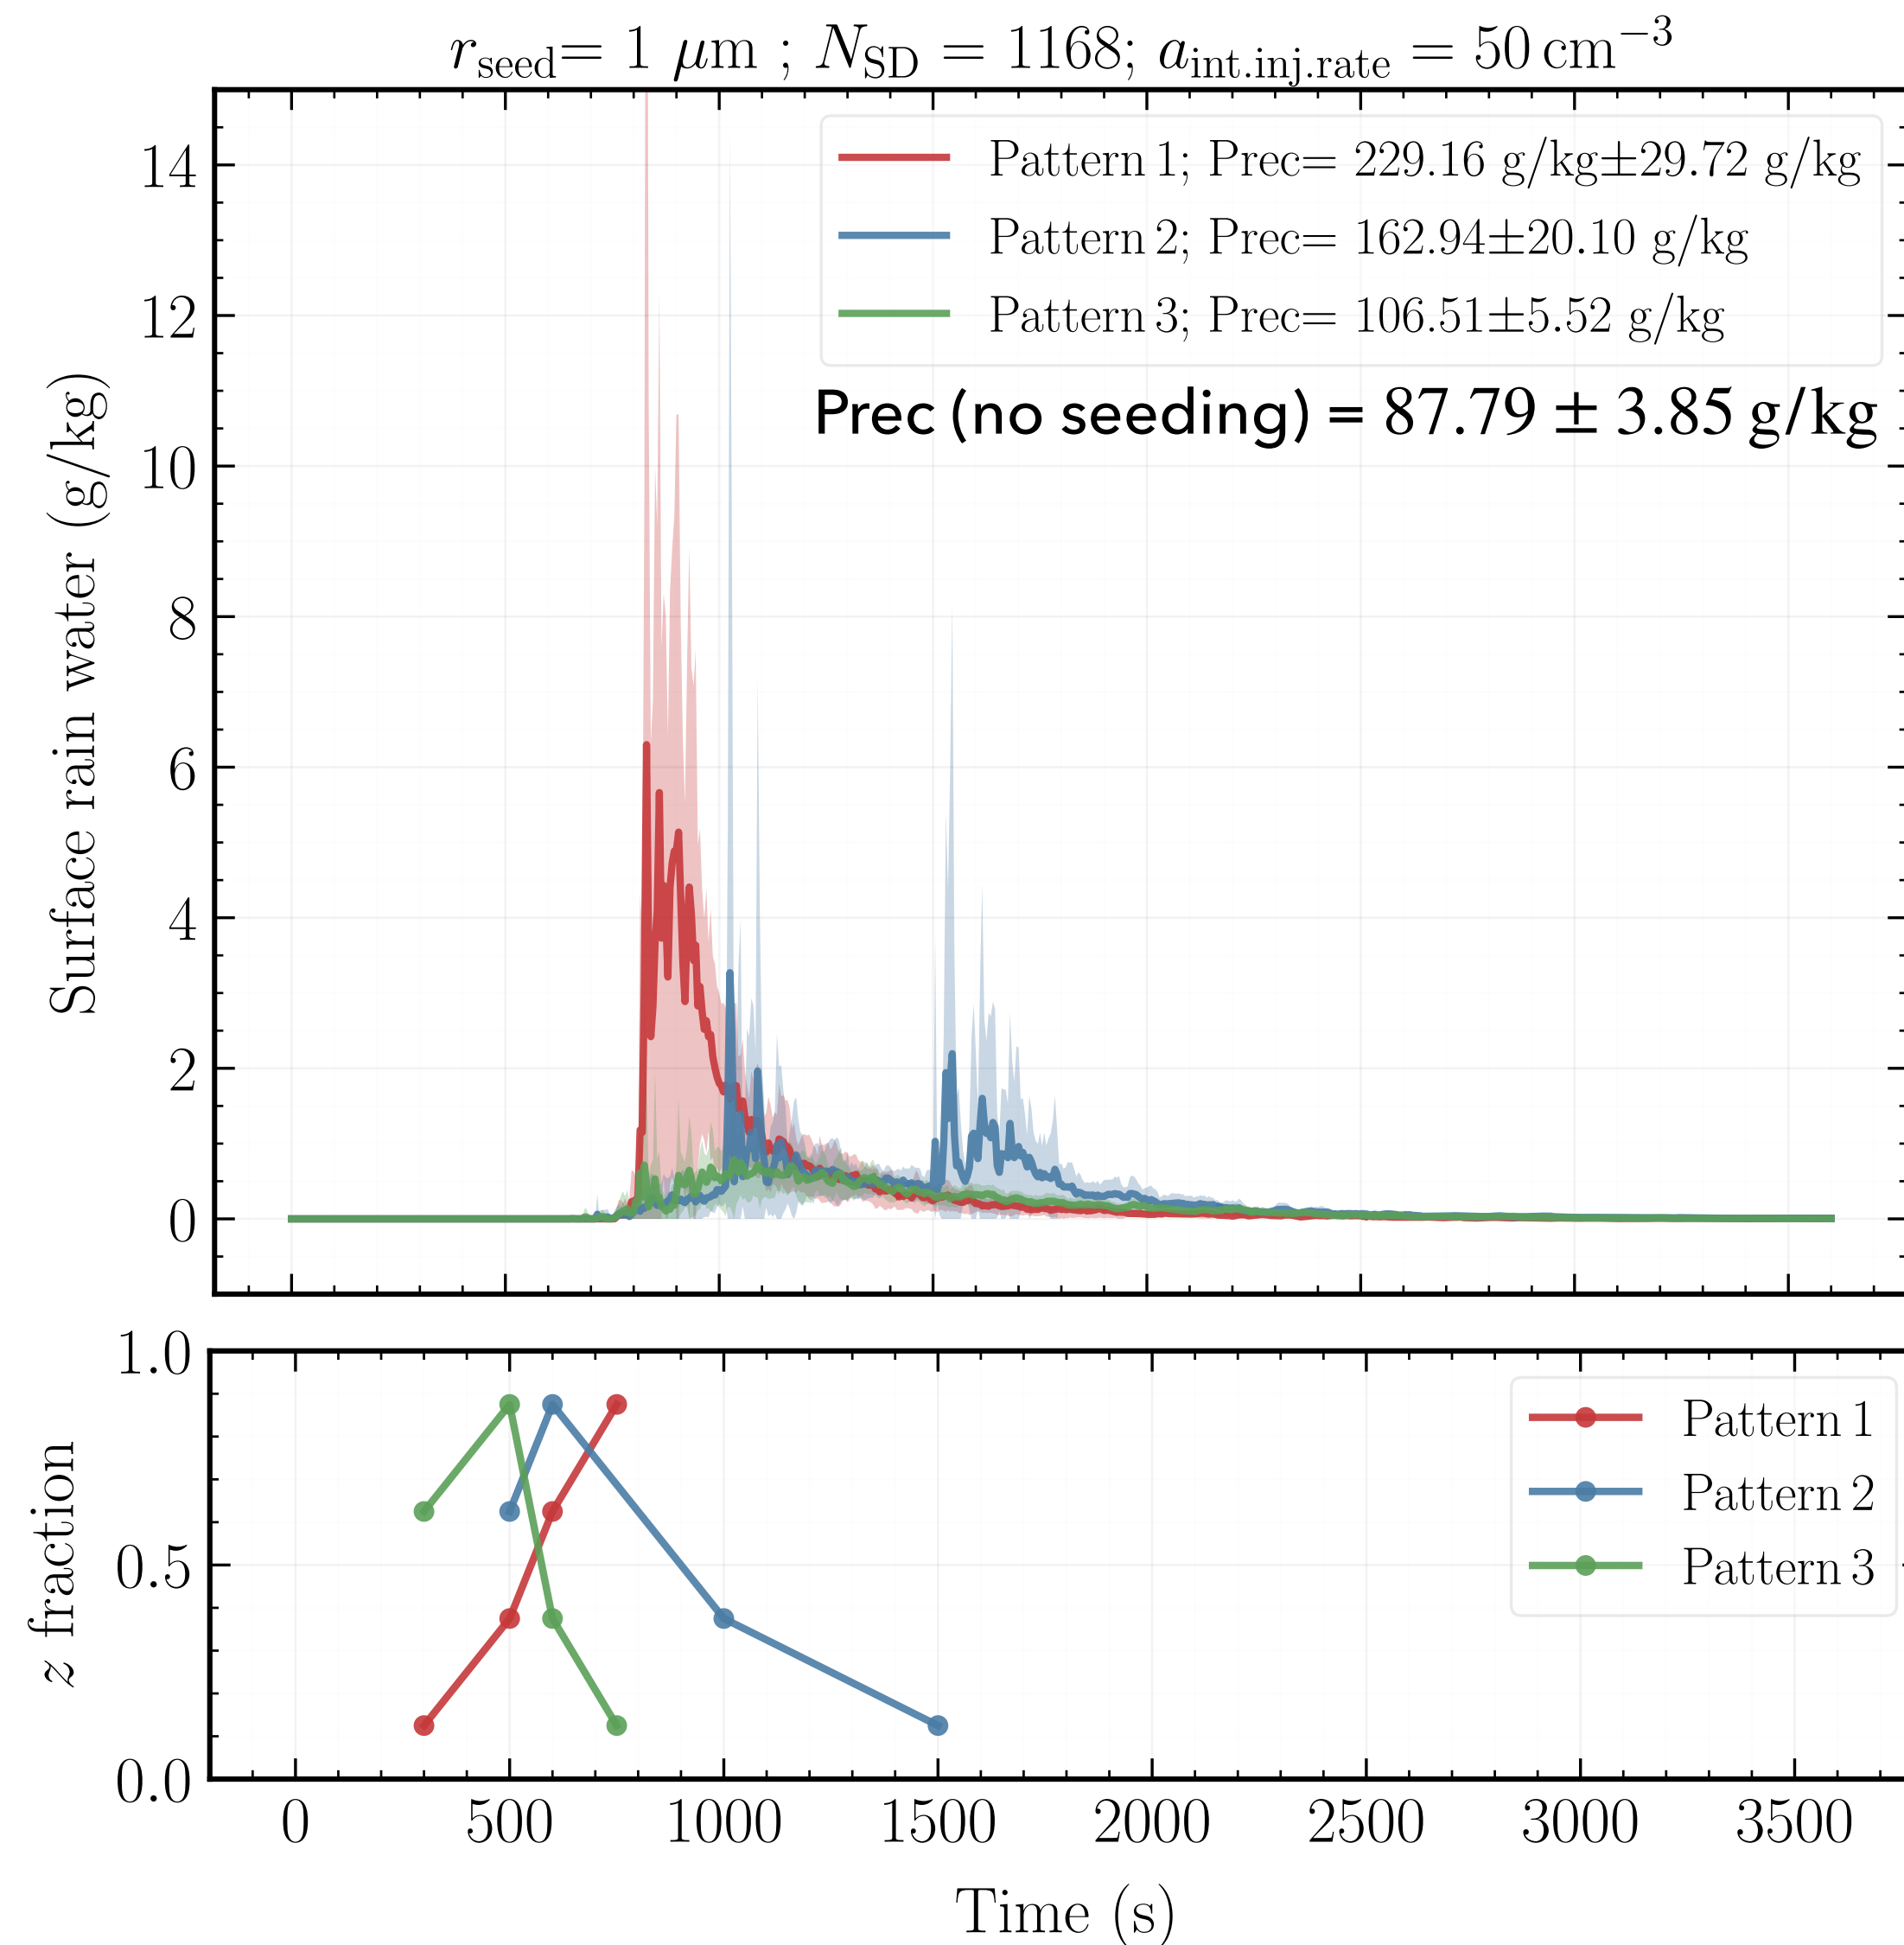 r_seed= 1 μm ; N_SD = 1168; a_int.inj.rate = 50 cm⁻³
Pattern 1; Prec= 229.16 g/kg±29.72 g/kg
Pattern 2; Prec= 162.94±20.10 g/kg
Pattern 3; Prec= 106.51±5.52 g/kg
Prec (no seeding) = 87.79 ± 3.85 g/kg
Surface rain water (g/kg)
14
12
10
8
6
4
2
0
z fraction
1.0
0.5
0.0
Pattern 1
Pattern 2
Pattern 3
0 500 1000 1500 2000 2500 3000 3500
Time (s)